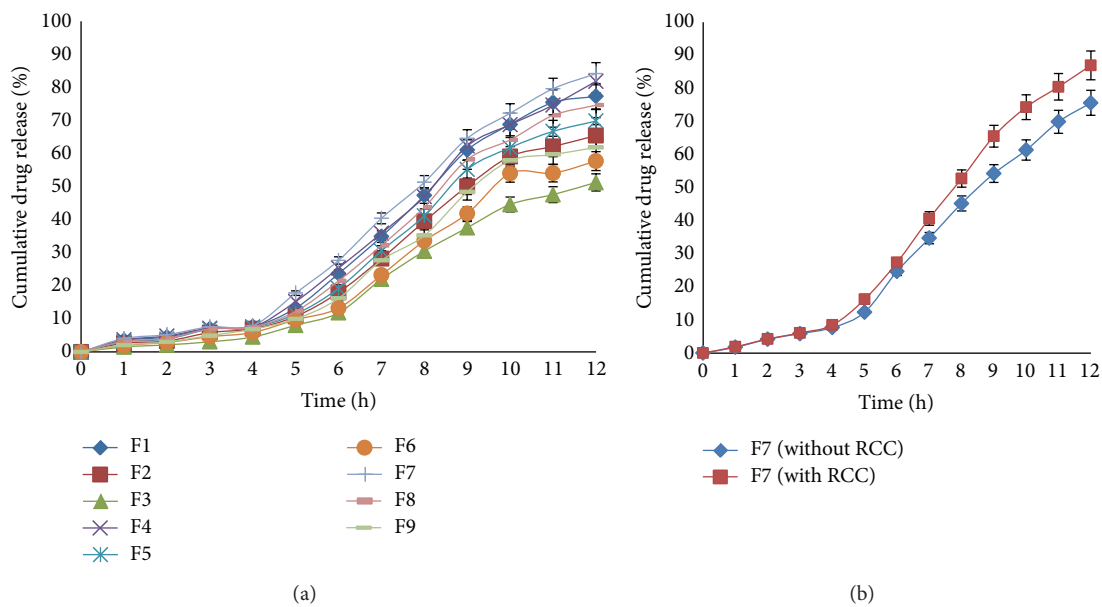 100
90
80
70
60
50
40
30
20
10
0
Cumulative drug release (%)
0 1 2 3 4 5 6 7 8 9 10 11 12
Time (h)
F1
F2
F3
F4
F5
F6
F7
F8
F9
(a)
100
90
80
70
60
50
40
30
20
10
0
Cumulative drug release (%)
0 1 2 3 4 5 6 7 8 9 10 11 12
Time (h)
F7 (without RCC)
F7 (with RCC)
(b)